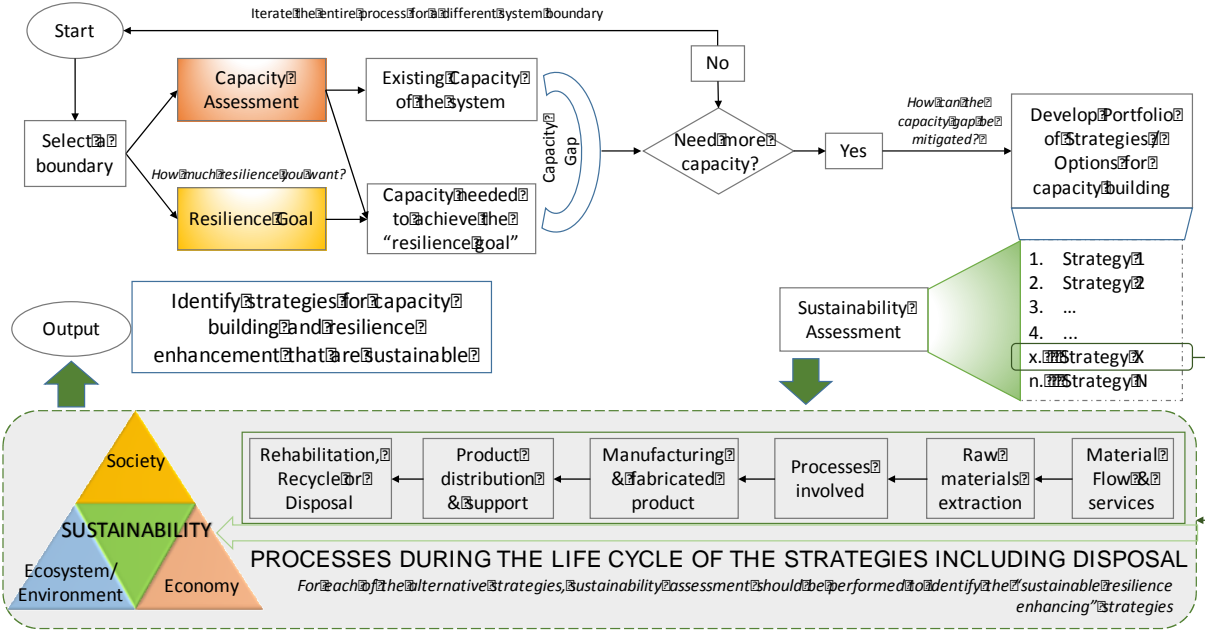 Iterate the entire process for a different system boundary
Start
No
Capacity
Assessment
Existing Capacity
of the system
Capacity
Gap
Need more
capacity?
Yes
How can the
capacity gap be
mitigated?
Develop Portfolio
of Strategies /
Options for
capacity building
Select a
boundary
How much resilience you want?
Resilience Goal
Capacity needed
to achieve the
“resilience goal”
1. Strategy 1
2. Strategy 2
3. ...
4. ...
x. Strategy X
n. Strategy N
Sustainability
Assessment
Output
Identify strategies for capacity
building and resilience
enhancement that are sustainable
Society
SUSTAINABILITY
Ecosystem/
Environment
Economy
Rehabilitation,
Recycle or
Disposal
Product
distribution
& support
Manufacturing
& fabricated
product
Processes
involved
Raw
materials
extraction
Material
Flow &
services
PROCESSES DURING THE LIFE CYCLE OF THE STRATEGIES INCLUDING DISPOSAL
For each of the alternative strategies, sustainability assessment should be performed to identify the “sustainable resilience
enhancing” strategies